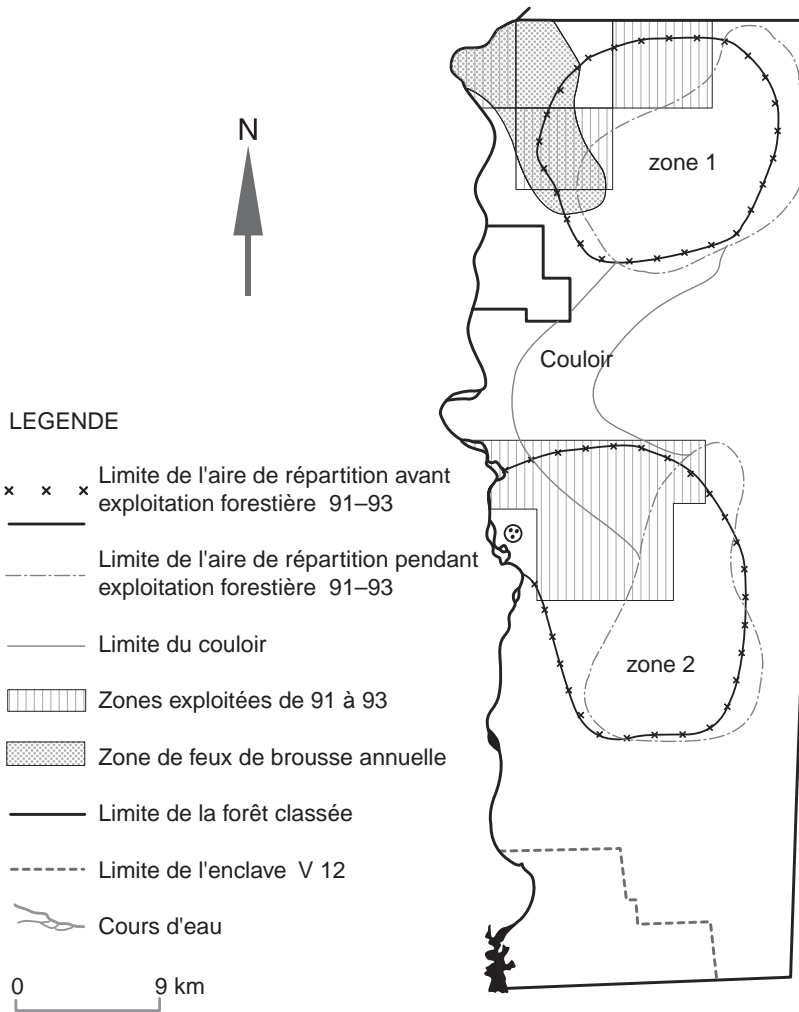 N
zone 1
Couloir
zone 2
LEGENDE
Limite de l'aire de répartition avant
exploitation forestière 91–93
Limite de l'aire de répartition pendant
exploitation forestière 91–93
Limite du couloir
Zones exploitées de 91 à 93
Zone de feux de brousse annuelle
Limite de la forêt classée
Limite de l'enclave V 12
Cours d'eau
0 9 km